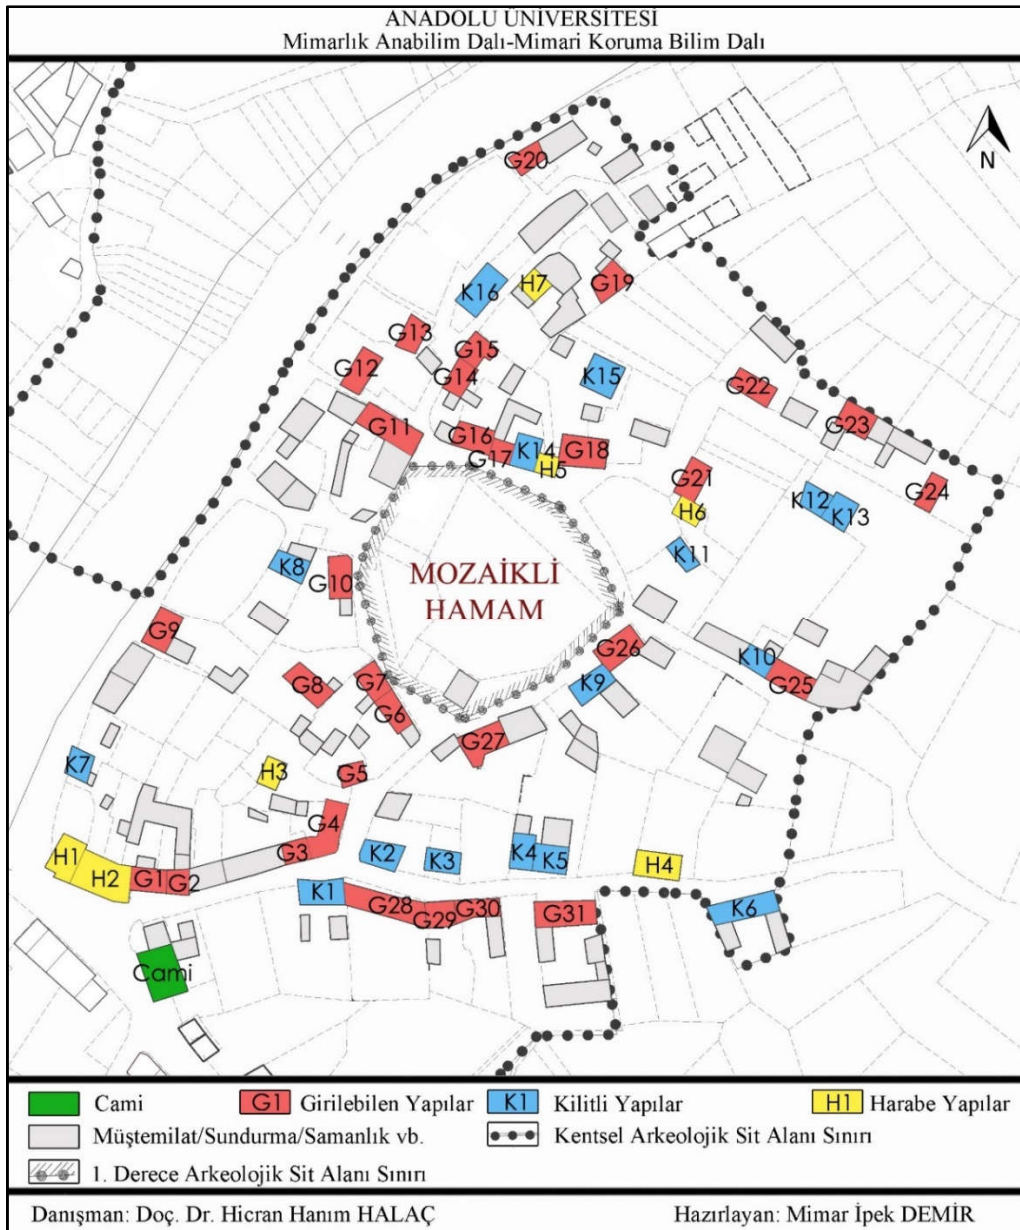 ANADOLU ÜNİVERSİTESİ
Mimarlık Anabilim Dalı-Mimari Koruma Bilim Dalı
N
G20
K16
H7
G19
G13
G15
G12
G14
K15
G22
G11
G16
G17
K14
H5
G18
G23
G21
G24
H6
K12
K13
K11
K8
G10
MOZAİKLİ
HAMAM
G9
G26
K10
G8
G7
G6
K9
G25
G27
K7
H3
G5
G4
H1
H2
G1
G2
G3
K2
K3
K4
K5
H4
K1
G28
G29
G30
G31
K6
Cami
Cami
G1 Girilebilen Yapılar
K1 Kilitli Yapılar
H1 Harabe Yapılar
Müştemilat/Sundurma/Samanlık vb.
Kentsel Arkeolojik Sit Alanı Sınırı
1. Derece Arkeolojik Sit Alanı Sınırı
Danışman: Doç. Dr. Hicran Hanım HALAÇ
Hazırlayan: Mimar İpek DEMİR